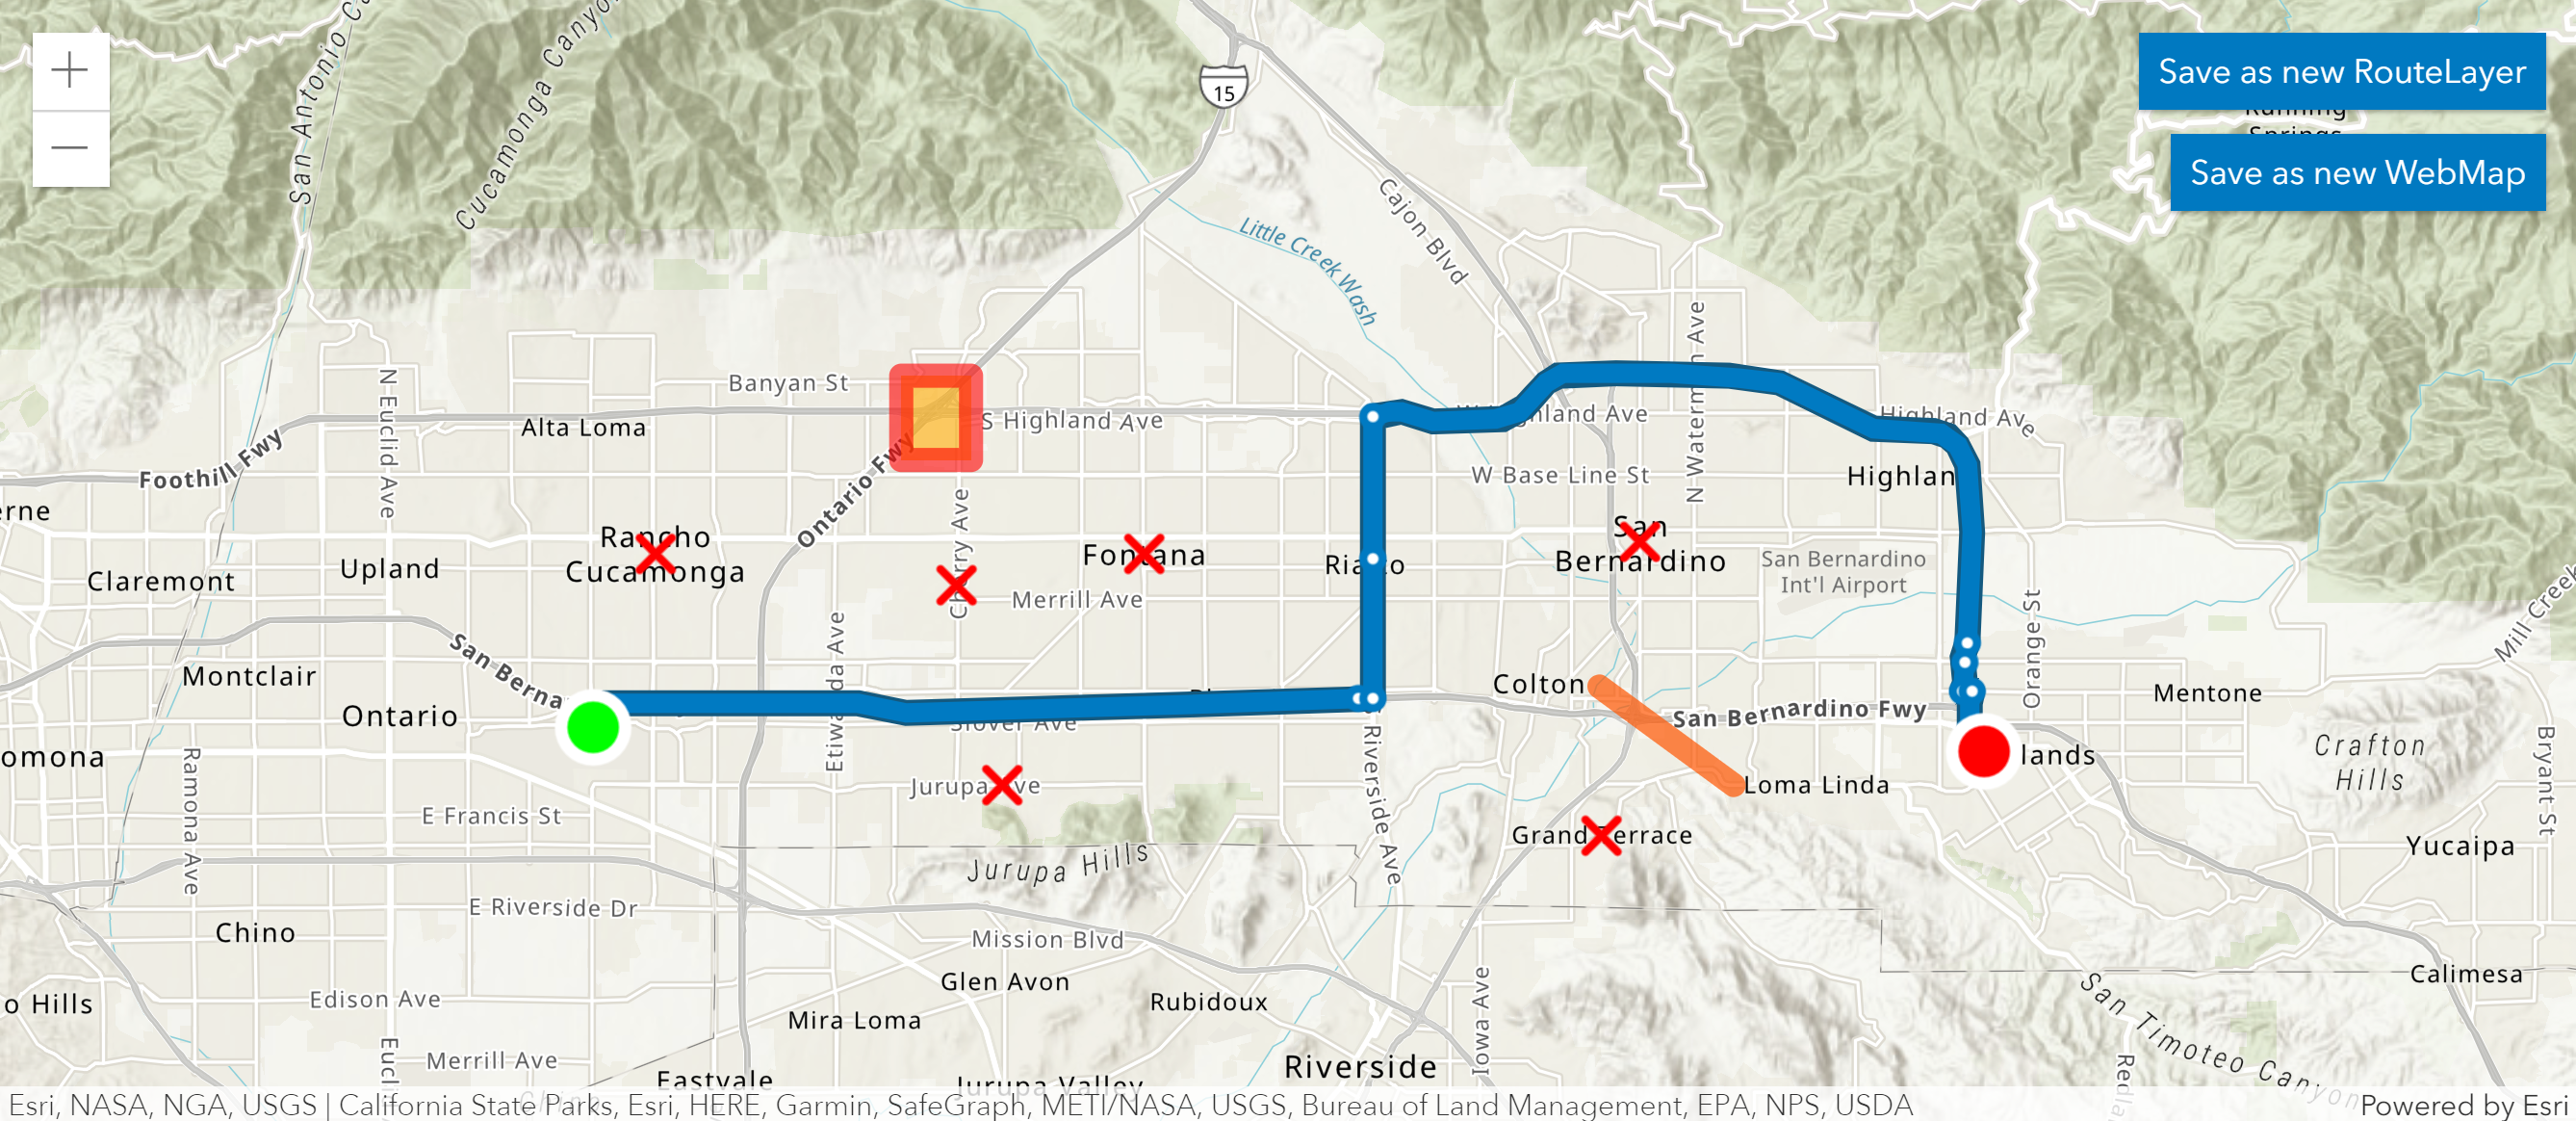 Save as new RouteLayer
Save as new WebMap
15
San Antonio
Cucamonga Canyon
Cajon Blvd
Little Creek Wash
Running
Springs
N Waterman Ave
Banyan St
S Highland Ave
Alta Loma
Highland Ave
Highland Ave
N Euclid Ave
Foothill Fwy
Ontario Fwy
W Base Line St
Cherry Ave
Rancho
Cucamonga
Fontana
Rialto
San
Bernardino
San Bernardino
Int'l Airport
Claremont
Upland
Merrill Ave
Etiwanda Ave
Orange St
Mill Creek
Montclair
San Berna
Ontario
Slover Ave
Colton
San Bernardino Fwy
Mentone
omona
Ramona Ave
Jurupa Ave
Riverside Ave
Loma Linda
lands
Crafton
Hills
Bryant St
E Francis St
Grand Terrace
Yucaipa
Jurupa Hills
E Riverside Dr
Chino
Mission Blvd
Glen Avon
Iowa Ave
Calimesa
o Hills
Edison Ave
Rubidoux
Mira Loma
San Timoteo Canyon
Merrill Ave
Eastvale
Jurupa Valley
Riverside
Esri, NASA, NGA, USGS | California State Parks, Esri, HERE, Garmin, SafeGraph, METI/NASA, USGS, Bureau of Land Management, EPA, NPS, USDA
Powered by Esri